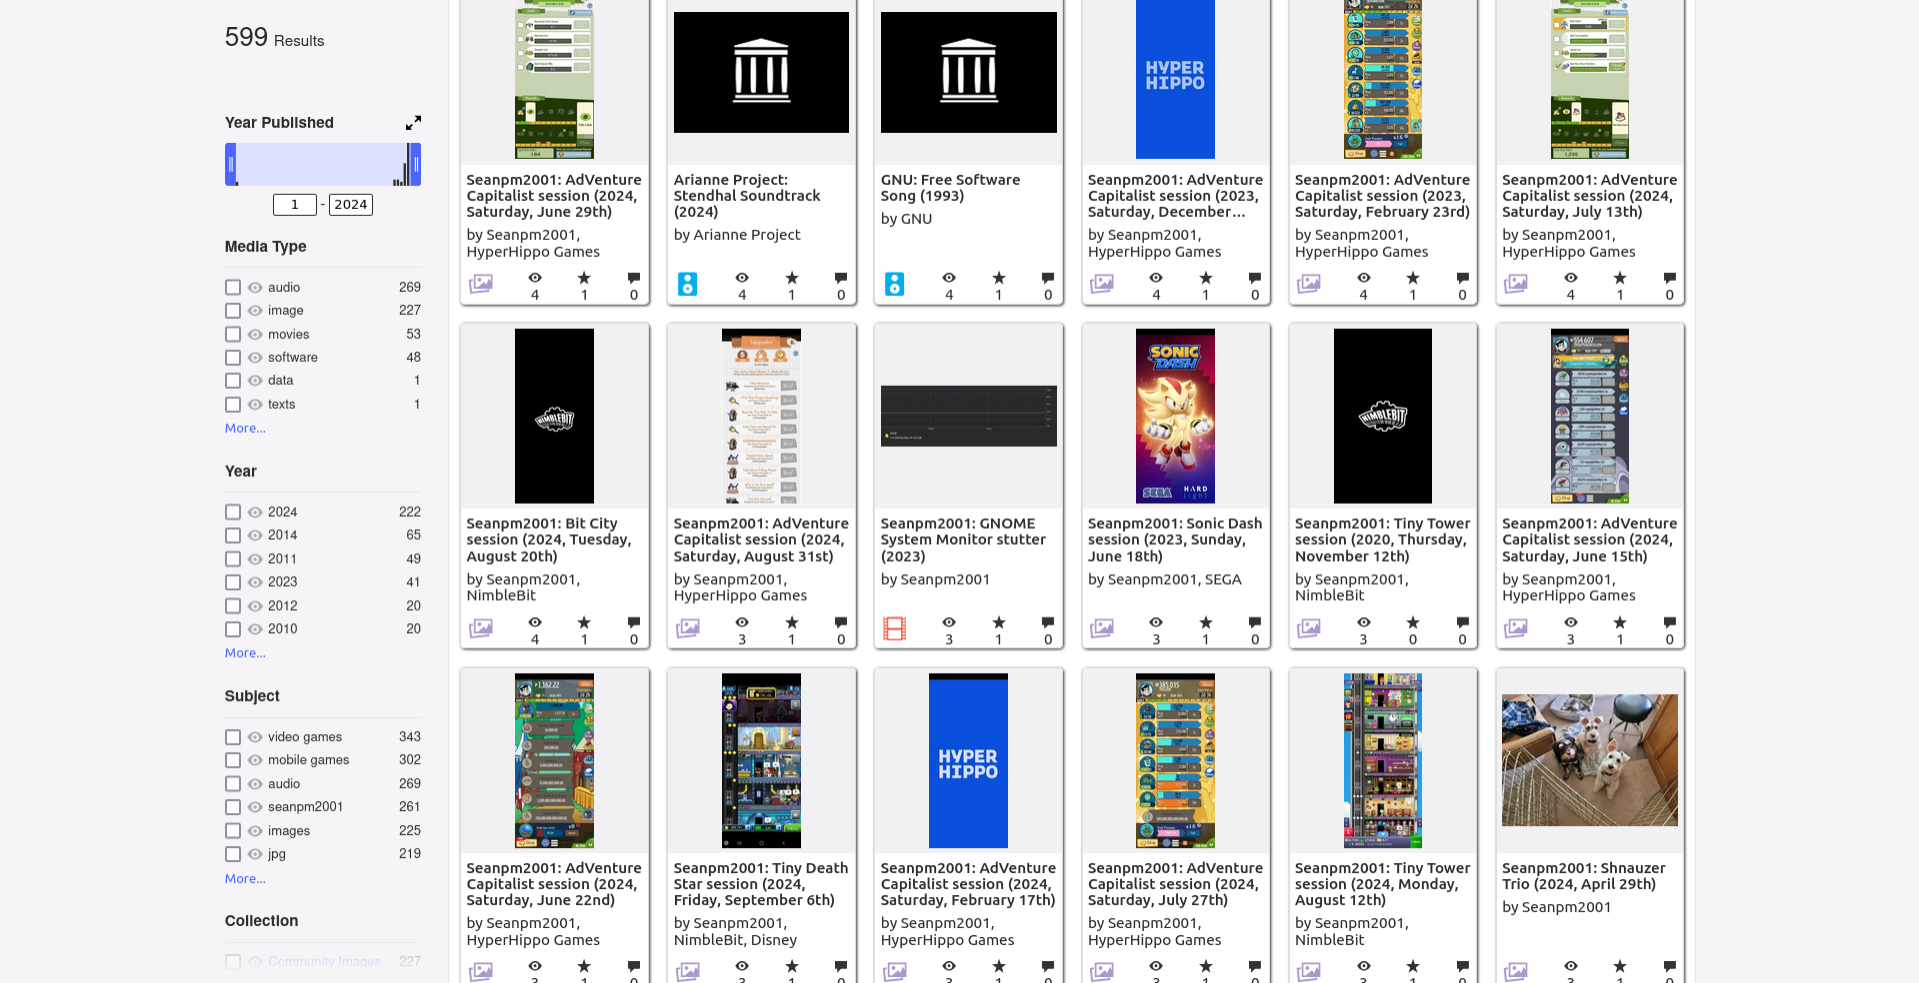 599 Results
Year Published
1 - 2024
Media Type
audio 269
image 227
movies 53
software 48
data 1
texts 1
More...
Year
2024 222
2014 65
2011 49
2023 41
2012 20
2010 20
More...
Subject
video games 343
mobile games 302
audio 269
seanpm2001 261
images 225
jpg 219
More...
Collection
Community Images 227
Seanpm2001: AdVenture
Capitalist session (2024,
Saturday, June 29th)
by Seanpm2001,
HyperHippo Games
4 1 0
Arianne Project:
Stendhal Soundtrack
(2024)
by Arianne Project
4 1 0
GNU: Free Software
Song (1993)
by GNU
4 1 0
HYPER
HIPPO
Seanpm2001: AdVenture
Capitalist session (2023,
Saturday, December...
by Seanpm2001,
HyperHippo Games
4 1 0
Seanpm2001: AdVenture
Capitalist session (2023,
Saturday, February 23rd)
by Seanpm2001,
HyperHippo Games
4 1 0
Seanpm2001: AdVenture
Capitalist session (2024,
Saturday, July 13th)
by Seanpm2001,
HyperHippo Games
4 1 0
NIMBLEBIT
Seanpm2001: Bit City
session (2024, Tuesday,
August 20th)
by Seanpm2001,
NimbleBit
4 1 0
Upgrades
Seanpm2001: AdVenture
Capitalist session (2024,
Saturday, August 31st)
by Seanpm2001,
HyperHippo Games
3 1 0
Seanpm2001: GNOME
System Monitor stutter
(2023)
by Seanpm2001
3 1 0
SONIC
DASH
SEGA HARD
light
Seanpm2001: Sonic Dash
session (2023, Sunday,
June 18th)
by Seanpm2001, SEGA
3 1 0
NIMBLEBIT
Seanpm2001: Tiny Tower
session (2020, Thursday,
November 12th)
by Seanpm2001,
NimbleBit
3 0 0
554.607
Seanpm2001: AdVenture
Capitalist session (2024,
Saturday, June 15th)
by Seanpm2001,
HyperHippo Games
3 1 0
1,162.22
Seanpm2001: AdVenture
Capitalist session (2024,
Saturday, June 22nd)
by Seanpm2001,
HyperHippo Games
Seanpm2001: Tiny Death
Star session (2024,
Friday, September 6th)
by Seanpm2001,
NimbleBit, Disney
HYPER
HIPPO
Seanpm2001: AdVenture
Capitalist session (2024,
Saturday, February 17th)
by Seanpm2001,
HyperHippo Games
385.035
Seanpm2001: AdVenture
Capitalist session (2024,
Saturday, July 27th)
by Seanpm2001,
HyperHippo Games
Seanpm2001: Tiny Tower
session (2024, Monday,
August 12th)
by Seanpm2001,
NimbleBit
Seanpm2001: Shnauzer
Trio (2024, April 29th)
by Seanpm2001